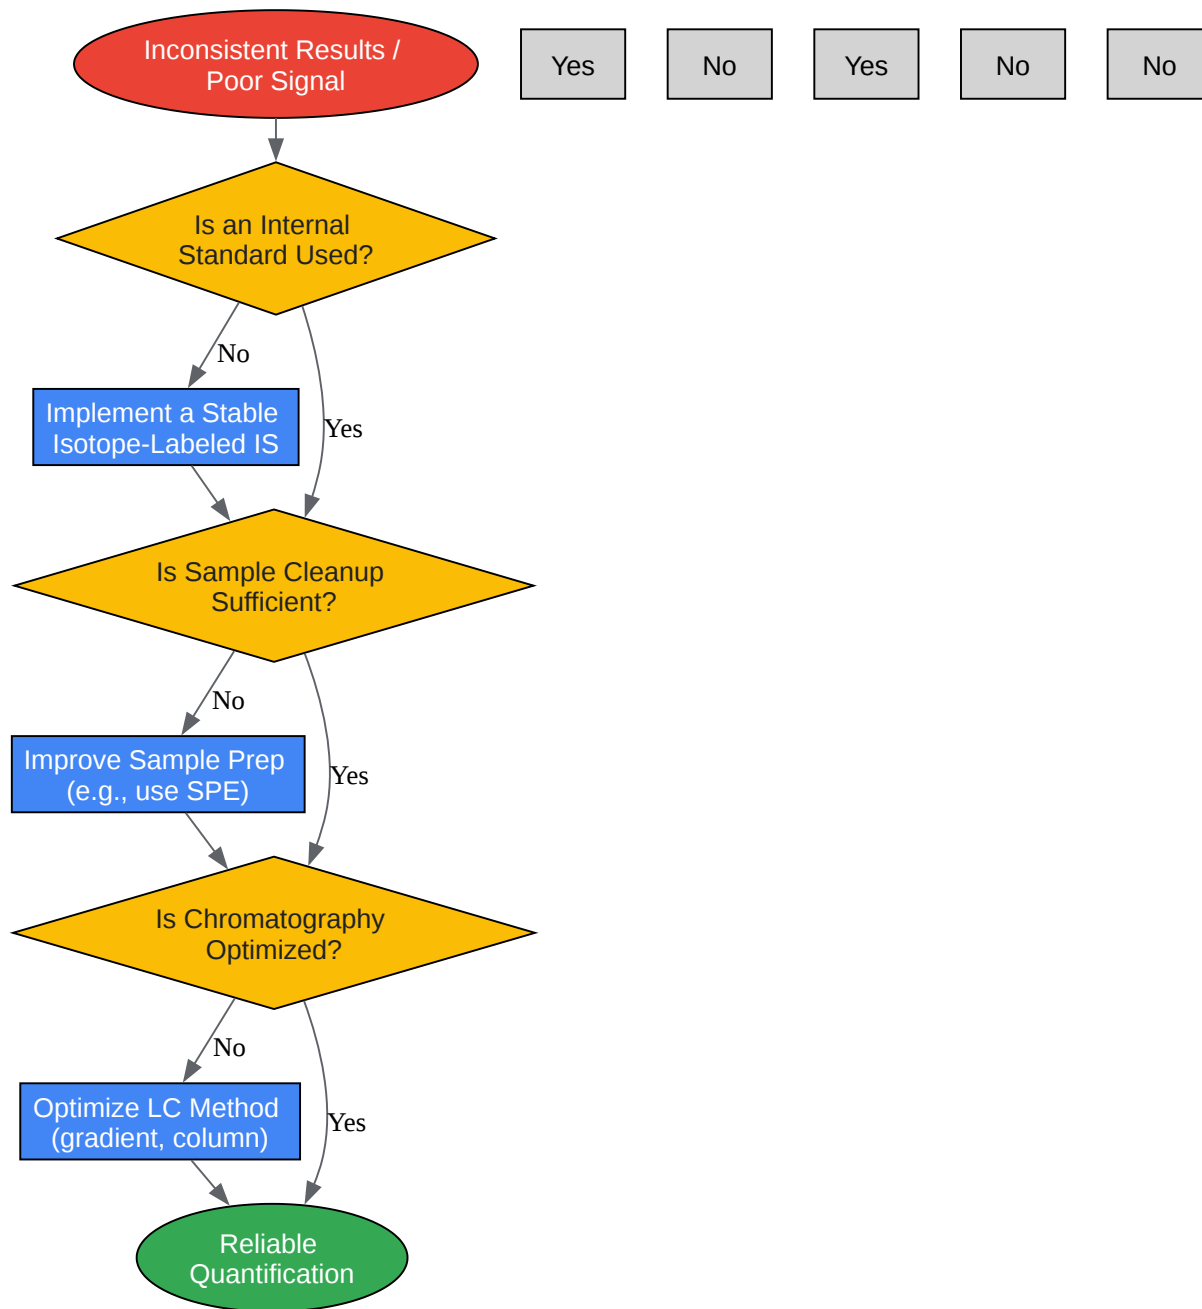 Inconsistent Results /
Poor Signal
Yes
No
Yes
No
No
Is an Internal
Standard Used?
No
Implement a Stable
Isotope-Labeled IS
Yes
Is Sample Cleanup
Sufficient?
No
Improve Sample Prep
(e.g., use SPE)
Yes
Is Chromatography
Optimized?
No
Optimize LC Method
(gradient, column)
Yes
Reliable
Quantification